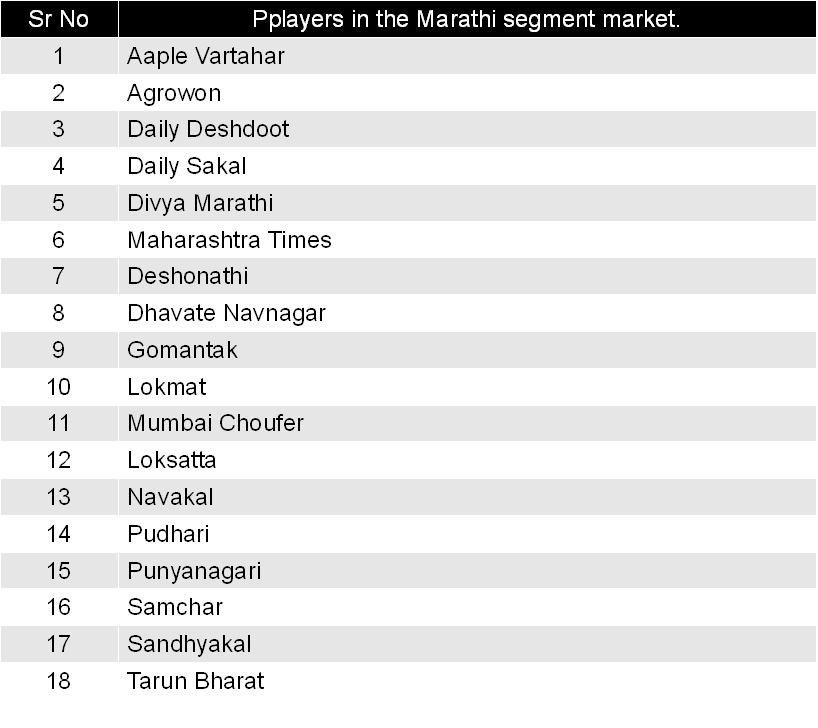 Sr No Pplayers in the Marathi segment market.
1 Aaple Vartahar
2 Agrowon
3 Daily Deshdoot
4 Daily Sakal
5 Divya Marathi
6 Maharashtra Times
7 Deshonathi
8 Dhavate Navnagar
9 Gomantak
10 Lokmat
11 Mumbai Choufer
12 Loksatta
13 Navakal
14 Pudhari
15 Punyanagari
16 Samchar
17 Sandhyakal
18 Tarun Bharat